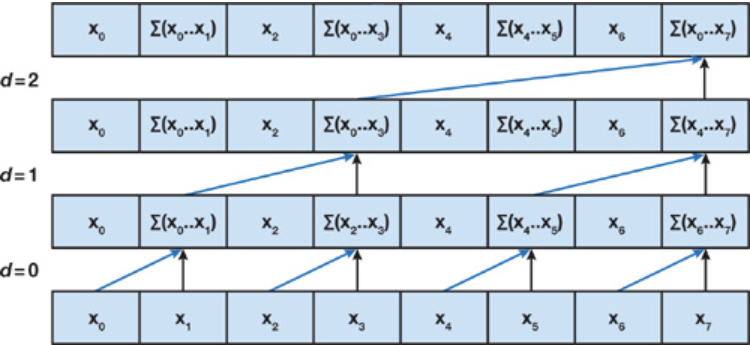 x₀ ∑(x₀..x₁) x₂ ∑(x₀..x₃) x₄ ∑(x₄..x₅) x₆ ∑(x₀..x₇)
d=2
x₀ ∑(x₀..x₁) x₂ ∑(x₀..x₃) x₄ ∑(x₄..x₅) x₆ ∑(x₄..x₇)
d=1
x₀ ∑(x₀..x₁) x₂ ∑(x₂..x₃) x₄ ∑(x₄..x₅) x₆ ∑(x₆..x₇)
d=0
x₀ x₁ x₂ x₃ x₄ x₅ x₆ x₇